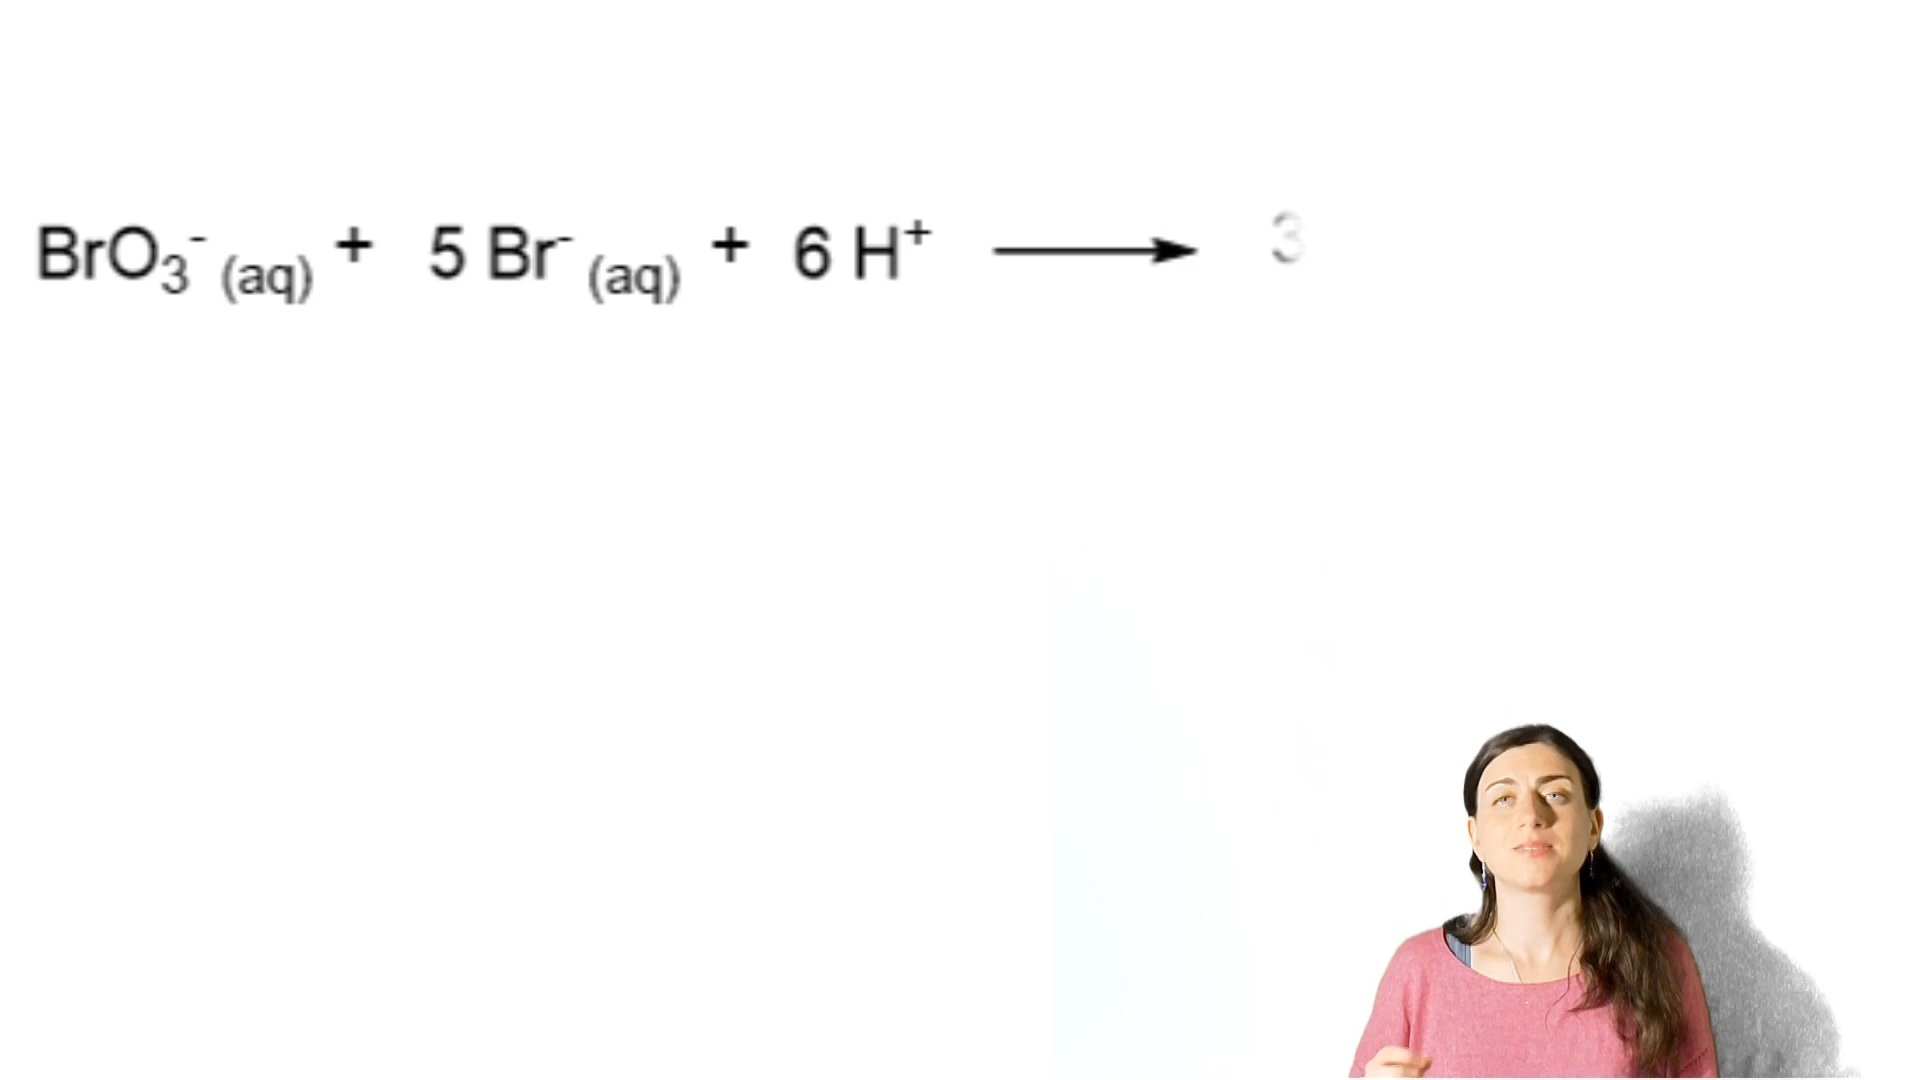 BrO₃⁻ (aq) + 5 Br⁻ (aq) + 6 H⁺ ⟶ 3